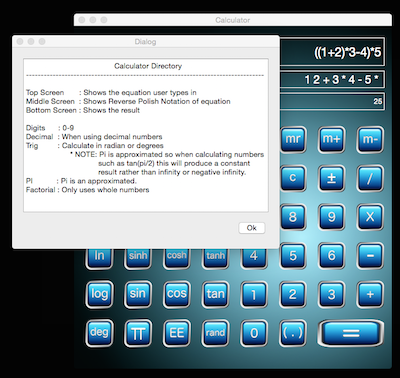 Calculator
Dialog
Calculator Directory
Top Screen : Shows the equation user types in
Middle Screen : Shows Reverse Polish Notation of equation
Bottom Screen : Shows the result
Digits : 0-9
Decimal : When using decimal numbers
Trig : Calculate in radian or degrees
* NOTE: Pi is approximated so when calculating numbers
such as tan(pi/2) this will produce a constant
result rather than infinity or negative infinity.
PI : Pi is an approximated.
Factorial : Only uses whole numbers
Ok
((1+2)*3-4)*5
1 2 + 3 * 4 - 5 *
25
mr m+ m-
c ± /
8 9 X
ln sinh cosh tanh 4 5 6 -
log sin cos tan 1 2 3 +
deg π EE rand 0 (.) =